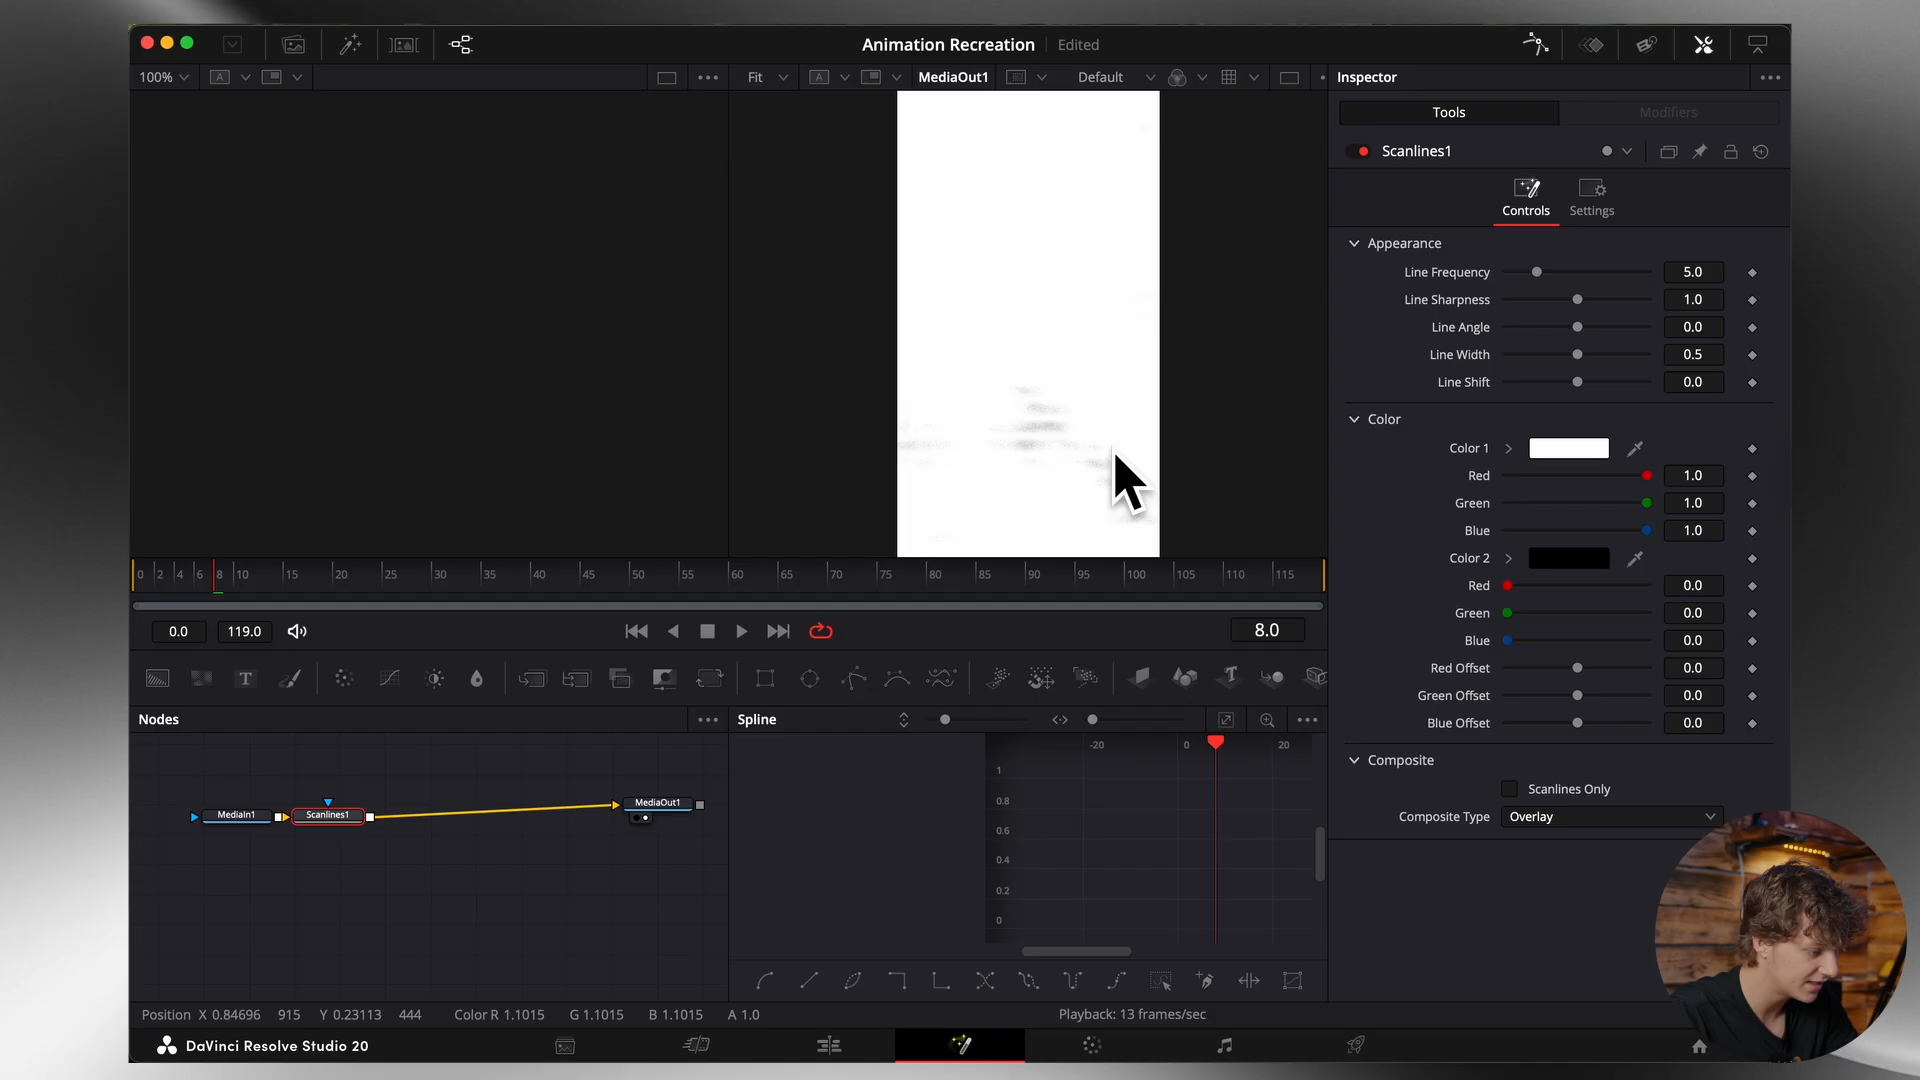 Animation Recreation Edited
100% A Fit A MediaOut1 Default Inspector
Tools Modifiers
Scanlines1
Controls Settings
Appearance
Line Frequency 5.0
Line Sharpness 1.0
Line Angle 0.0
Line Width 0.5
Line Shift 0.0
Color
Color 1
Red 1.0
Green 1.0
Blue 1.0
Color 2
Red 0.0
Green 0.0
Blue 0.0
Red Offset 0.0
Green Offset 0.0
Blue Offset 0.0
Composite
Scanlines Only
Composite Type Overlay
0 2 4 6 8 10 15 20 25 30 35 40 45 50 55 60 65 70 75 80 85 90 95 100 105 110 115
0.0 119.0 8.0
T T
Nodes Spline
-20 0 20
1
0.8
0.6
0.4
0.2
0
MediaIn1 Scanlines1 MediaOut1
Position X 0.84696 915 Y 0.23113 444 Color R 1.1015 G 1.1015 B 1.1015 A 1.0 Playback: 13 frames/sec
DaVinci Resolve Studio 20